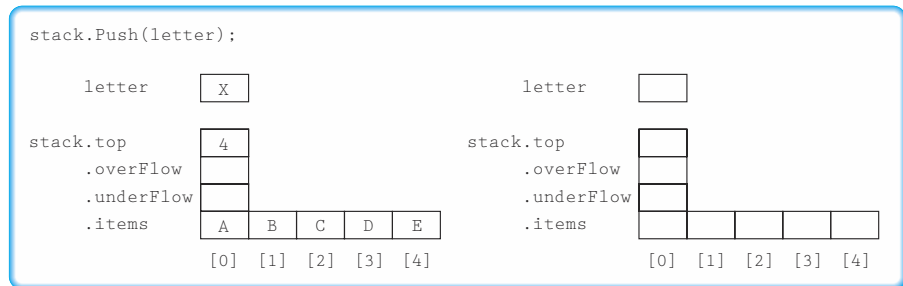 stack.Push(letter);
letter X letter
stack.top 4 stack.top
.overFlow .overFlow
.underFlow .underFlow
.items A B C D E .items
[0] [1] [2] [3] [4] [0] [1] [2] [3] [4]